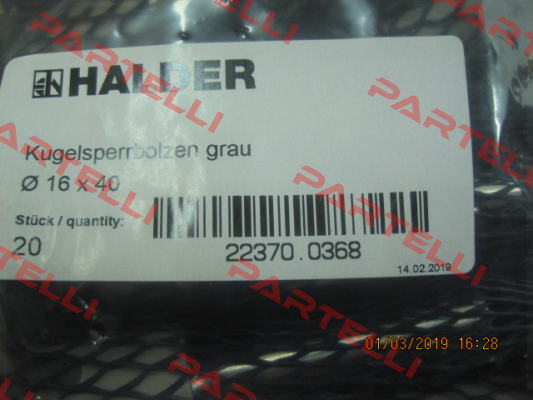 HALDER
Kugelsperrbolzen grau
Ø 16 x 40
Stück / quantity:
20
22370.0368
14.02.2019
01/03/2019 16:28
PARTELLI
PARTELLI
PARTELLI
PARTELLI
PARTELLI
PARTELLI